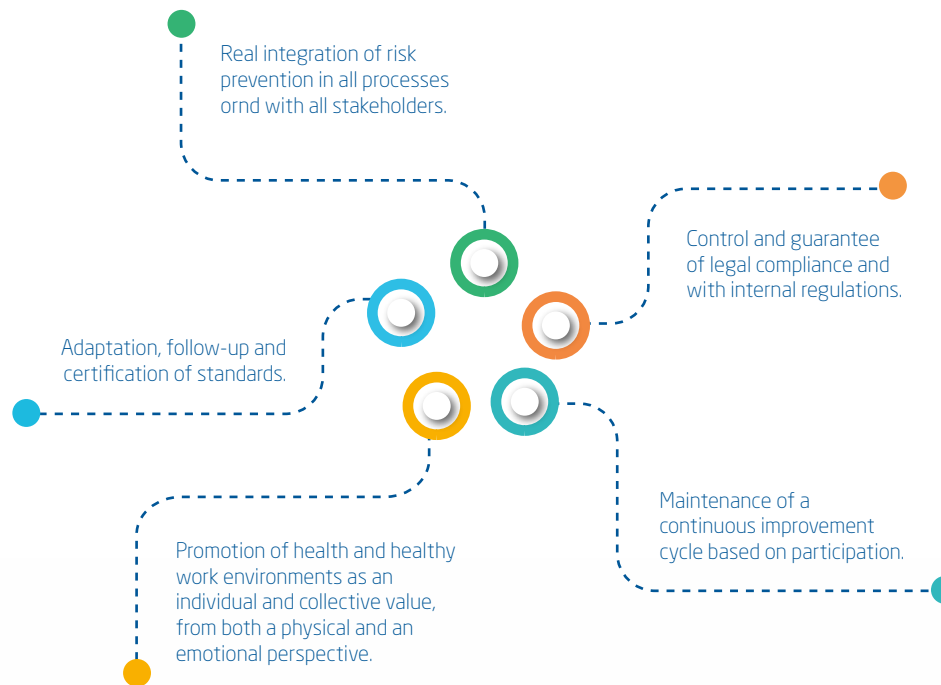 Real integration of risk
prevention in all processes
ornd with all stakeholders.
Control and guarantee
of legal compliance and
with internal regulations.
Adaptation, follow-up and
certification of standards.
Maintenance of a
continuous improvement
cycle based on participation.
Promotion of health and healthy
work environments as an
individual and collective value,
from both a physical and an
emotional perspective.